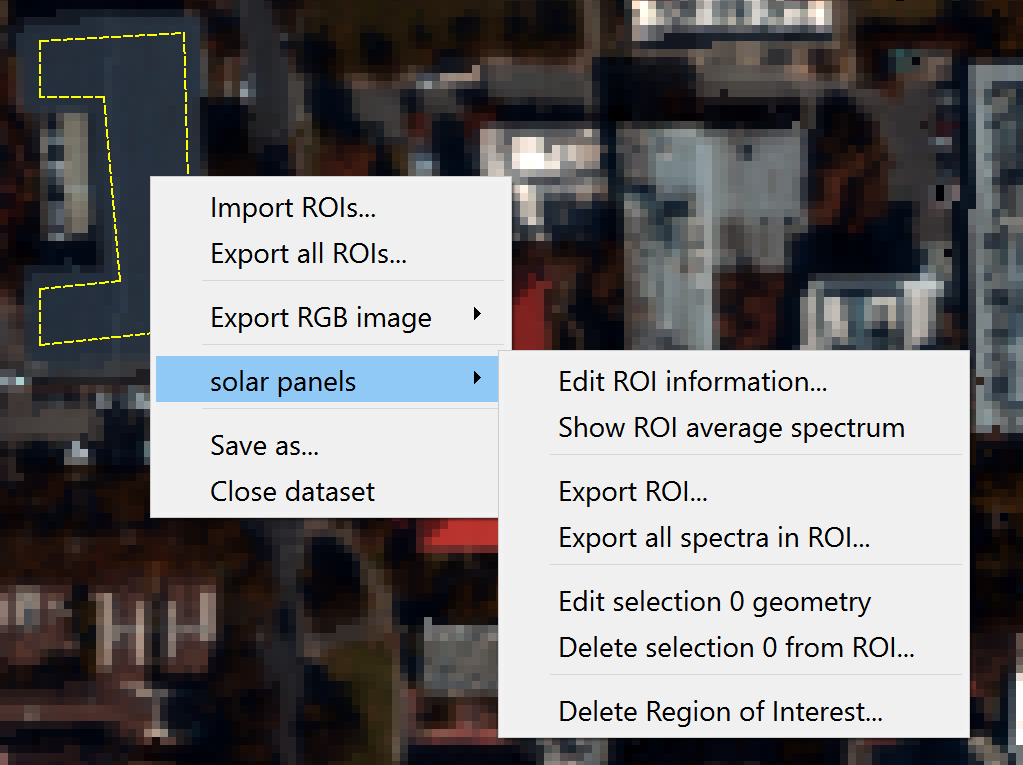 Import ROIs...
Export all ROIs...
Export RGB image
solar panels
Save as...
Close dataset
Edit ROI information...
Show ROI average spectrum
Export ROI...
Export all spectra in ROI...
Edit selection 0 geometry
Delete selection 0 from ROI...
Delete Region of Interest...